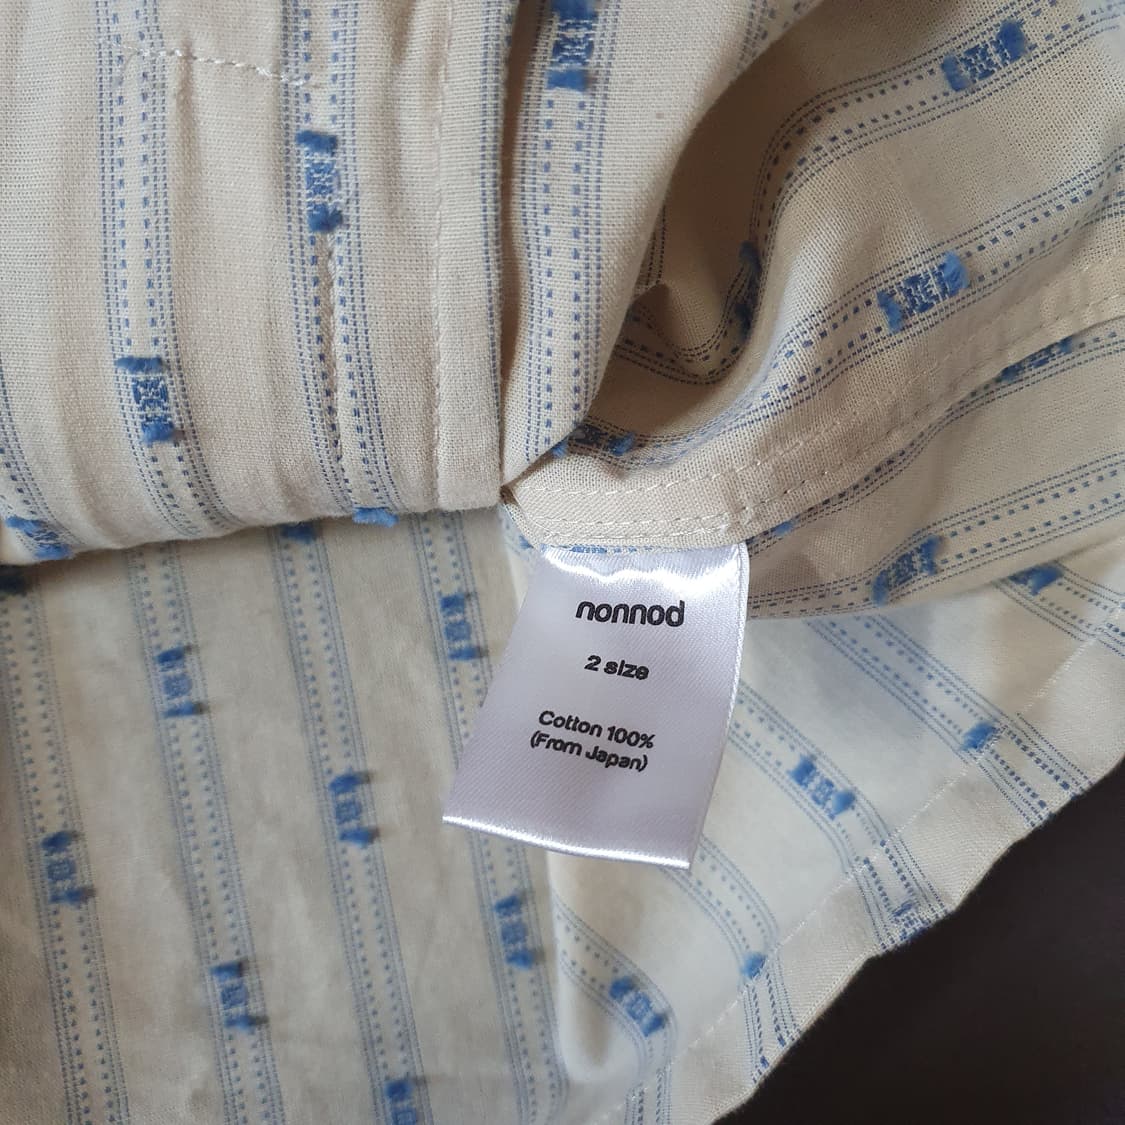 nonnod
2 size
Cotton 100%
(From Japan)